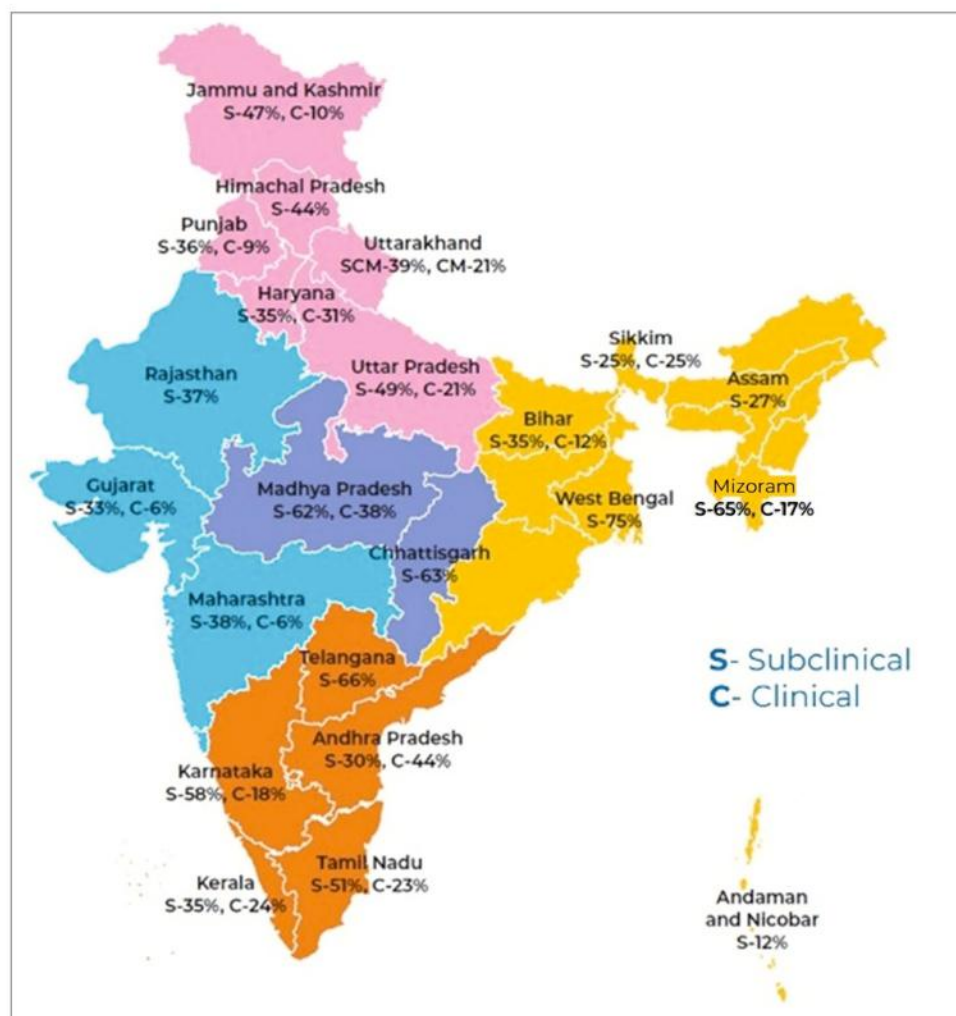 Jammu and Kashmir
S-47%, C-10%
Himachal Pradesh
S-44%
Punjab
S-36%, C-9%
Uttarakhand
SCM-39%, CM-21%
Haryana
S-35%, C-31%
Rajasthan
S-37%
Uttar Pradesh
S-49%, C-21%
Sikkim
S-25%, C-25%
Assam
S-27%
Bihar
S-35%, C-12%
Gujarat
S-33%, C-6%
Madhya Pradesh
S-62%, C-38%
West Bengal
S-75%
Mizoram
S-65%, C-17%
Chhattisgarh
S-63%
Maharashtra
S-38%, C-6%
Telangana
S-66%
S- Subclinical
C- Clinical
Andhra Pradesh
S-30%, C-44%
Karnataka
S-58%, C-18%
Tamil Nadu
S-51%, C-23%
Kerala
S-35%, C-24%
Andaman
and Nicobar
S-12%